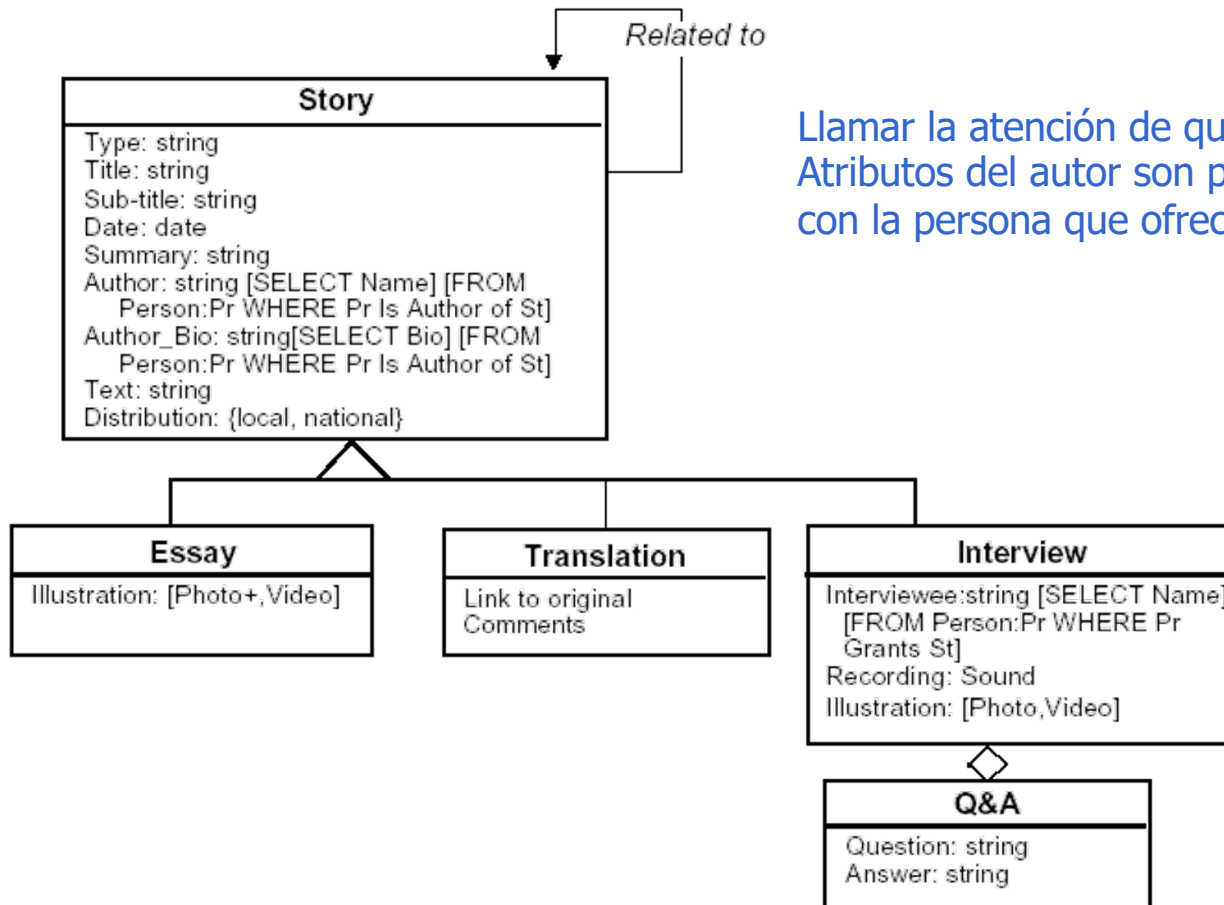 Related to
Story
Type: string
Title: string
Sub-title: string
Date: date
Summary: string
Author: string [SELECT Name] [FROM
Person:Pr WHERE Pr Is Author of St]
Author_Bio: string[SELECT Bio] [FROM
Person:Pr WHERE Pr Is Author of St]
Text: string
Distribution: {local, national}
Llamar la atención de qu
Atributos del autor son p
con la persona que ofrec
Essay
Illustration: [Photo+,Video]
Translation
Link to original
Comments
Interview
Interviewee:string [SELECT Name]
[FROM Person:Pr WHERE Pr
Grants St]
Recording: Sound
Illustration: [Photo,Video]
Q&A
Question: string
Answer: string